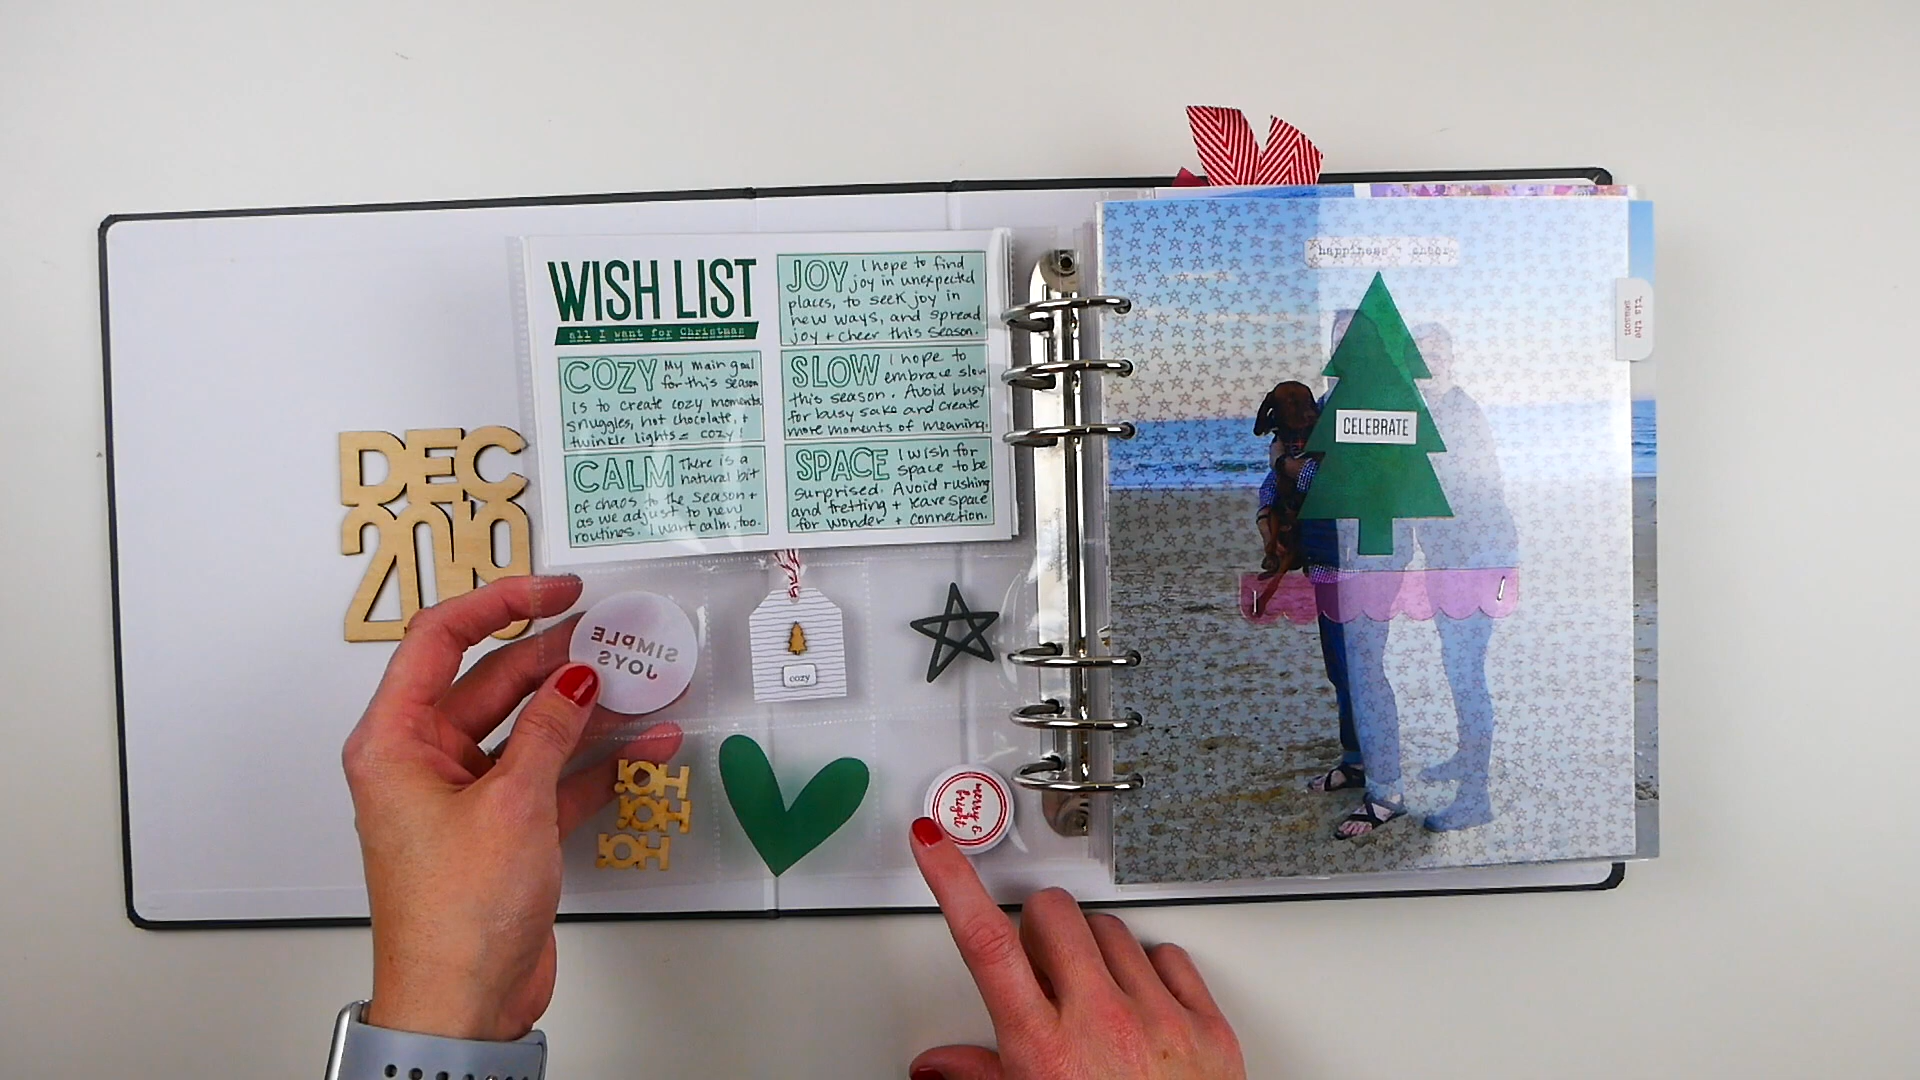 DEC
2019
WISH LIST
all I want for Christmas
COZY My main goal
for this season
is to create cozy moments
snuggles, hot chocolate, +
twinkle lights = cozy!
CALM There is a
natural bit
of chaos to the season +
as we adjust to new
routines. I want calm, too.
JOY I hope to find
joy in unexpected
places, to seek joy in
new ways, and spread
joy + cheer this season.
SLOW I hope to
embrace slow
this season. Avoid busy
for busy sake and create
more moments of meaning.
SPACE I wish for
space to be
surprised. Avoid rushing
and fretting + leave space
for wonder + connection.
SIMPLE
JOYS
cozy
HO!
HO!
HO!
merry &
bright
happiness + cheer
CELEBRATE
'tis the
season